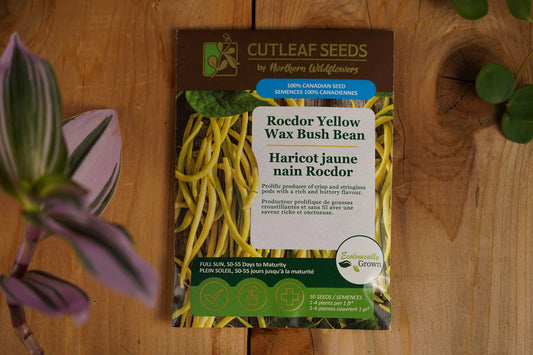 CUTLEAF SEEDS
by Northern Wildflowers
100% CANADIAN SEED
SEMENCES 100% CANADIENNES
Rocdor Yellow
Wax Bush Bean
Haricot jaune
nain Rocdor
Prolific producer of crisp and stringless
pods with a rich and buttery flavour.
Producteur prolifique de gousses
croustillantes et sans fil avec une
saveur riche et onctueuse.
Ecologically
Grown
FULL SUN, 50-55 Days to Maturity
PLEIN SOLEIL, 50-55 jours jusqu'à la maturité
50 SEEDS / SEMENCES
1-4 plants per 1 ft²
1-4 plantes couvrent 1 pi²